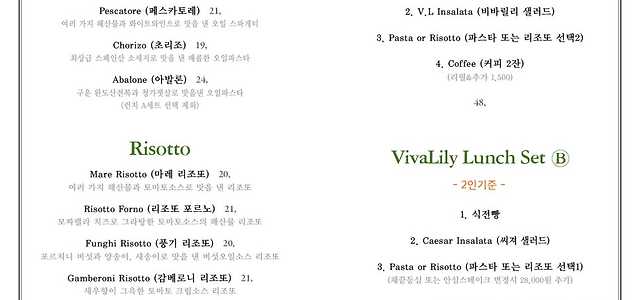 Pescatore (페스카토레) 21,
여러 가지 해산물과 화이트와인으로 맛을 낸 오일 스파게티
Chorizo (초리조) 19,
최상급 스페인산 소세지로 맛을 낸 매콤한 오일파스타
Abalone (아발론) 24,
구운 완도산전복과 청가젓살로 맛을낸 오일파스타
(런치 A세트 선택 제외)
Risotto
Mare Risotto (마레 리조또) 20,
여러 가지 해산물과 토마토소스로 맛을 낸 리조또
Risotto Forno (리조또 포르노) 21,
모짜렐라 치즈로 그라탕한 토마토소스의 해산물 리조또
Funghi Risotto (풍기 리조또) 20,
포르치니 버섯과 양송이, 새송이로 맛을 낸 버섯오일소스 리조또
Gamberoni Risotto (감베로니 리조또) 21,
새우향이 그윽한 토마토 크림소스 리조또
2. V.L Insalata (비바릴리 샐러드)
3. Pasta or Risotto (파스타 또는 리조또 선택2)
4. Coffee (커피 2잔)
(리필&추가 1,500)
48,
VivaLily Lunch Set Ⓑ
- 2인기준 -
1. 식전빵
2. Caesar Insalata (씨저 샐러드)
3. Pasta or Risotto (파스타 또는 리조또 선택1)
(채끝등심 또는 안심스테이크 변경시 28,000원 추가)